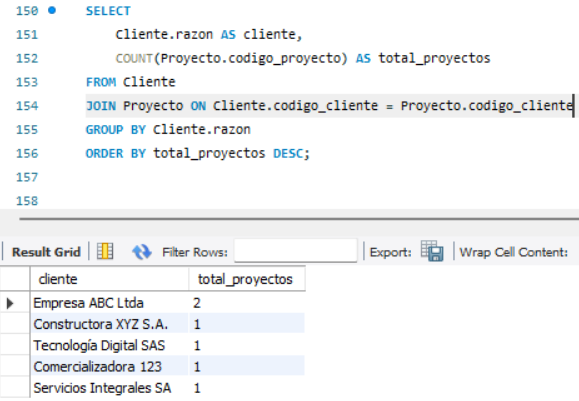 150 SELECT
151 Cliente.razon AS cliente,
152 COUNT(Proyecto.codigo_proyecto) AS total_proyectos
153 FROM Cliente
154 JOIN Proyecto ON Cliente.codigo_cliente = Proyecto.codigo_cliente
155 GROUP BY Cliente.razon
156 ORDER BY total_proyectos DESC;
157
158
Result Grid Filter Rows: Export: Wrap Cell Content:
cliente total_proyectos
Empresa ABC Ltda 2
Constructora XYZ S.A. 1
Tecnología Digital SAS 1
Comercializadora 123 1
Servicios Integrales SA 1